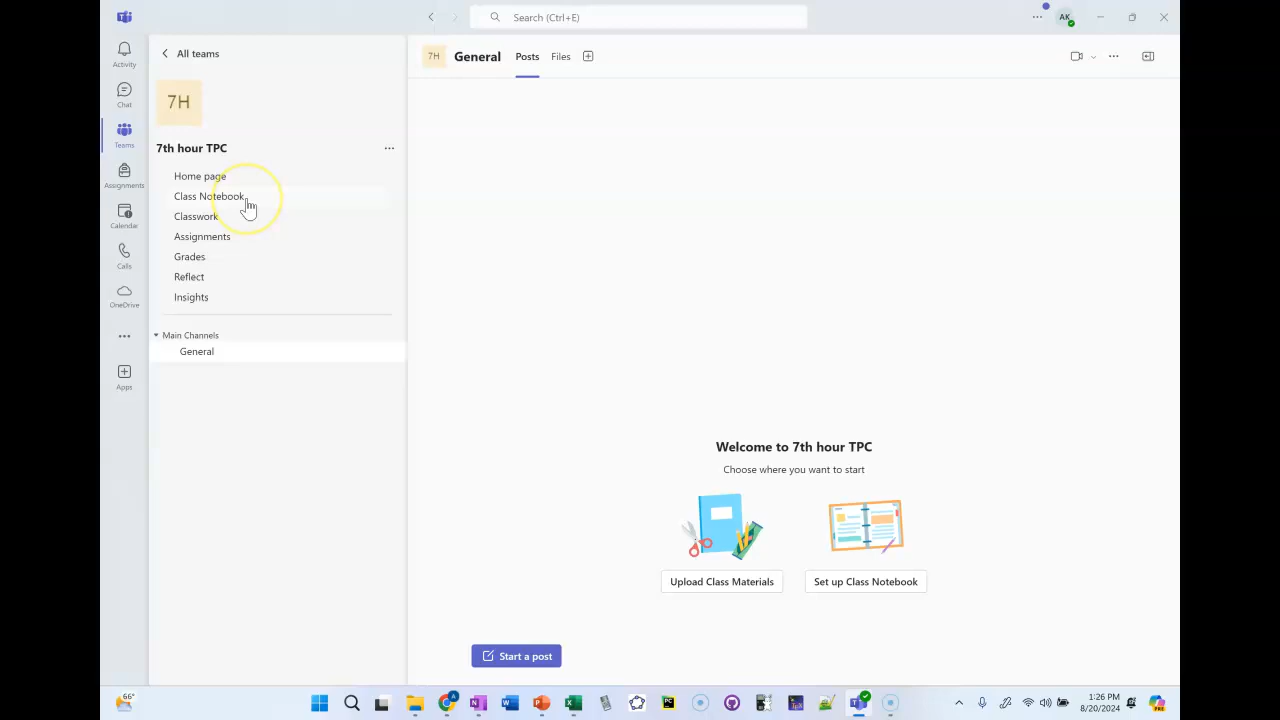 Search (Ctrl+E)
AK
Activity
Chat
Teams
Assignments
Calendar
Calls
OneDrive
Apps
All teams
7H
7th hour TPC
Home page
Class Notebook
Classwork
Assignments
Grades
Reflect
Insights
Main Channels
General
7H
General
Posts
Files
Welcome to 7th hour TPC
Choose where you want to start
Upload Class Materials
Set up Class Notebook
Start a post
66°
1:26 PM
8/20/2024